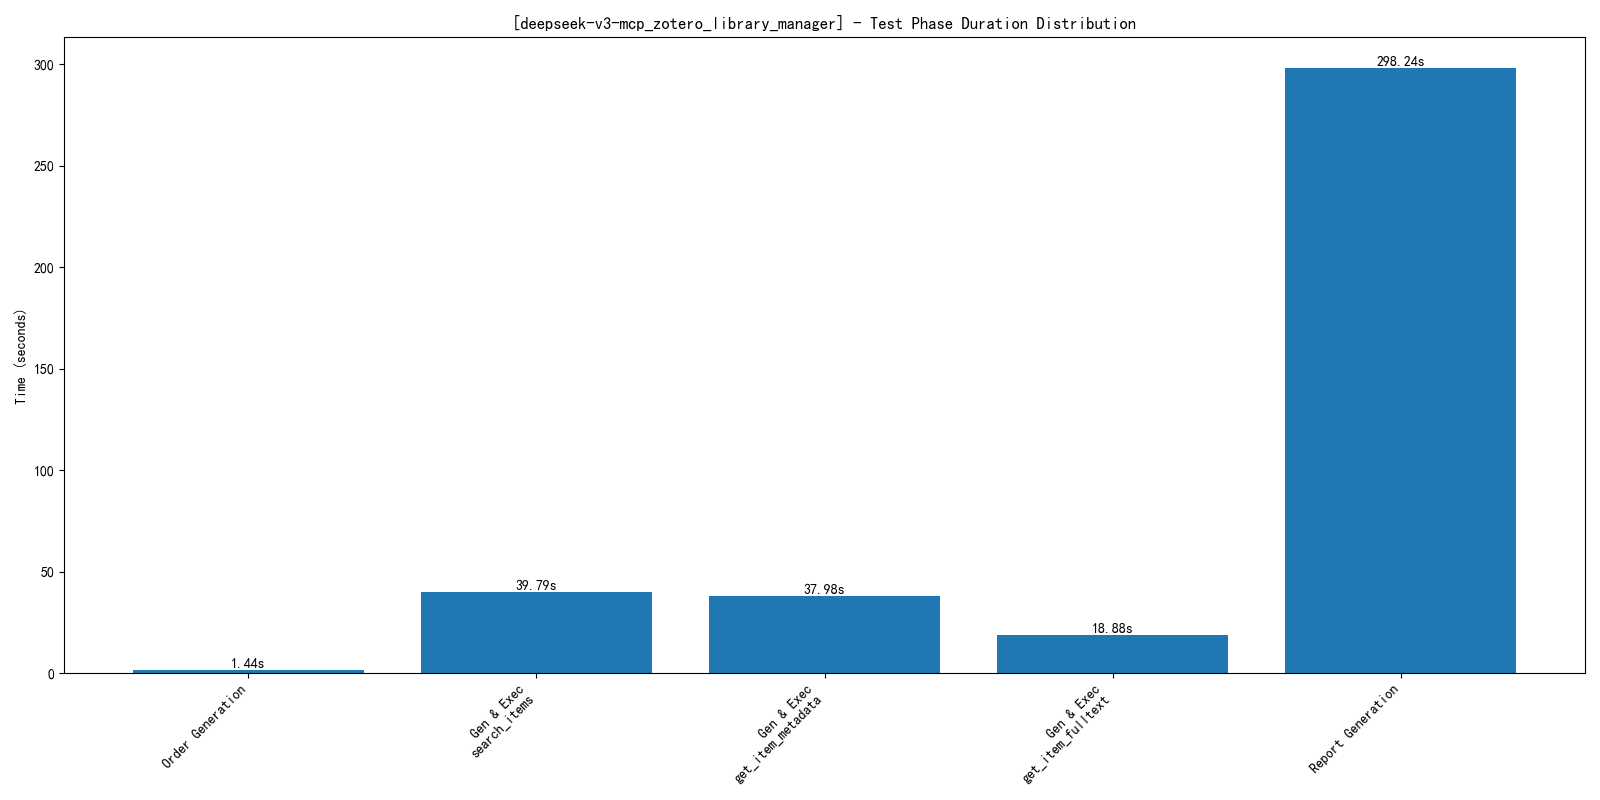 [deepseek-v3-mcp_zotero_library_manager] - Test Phase Duration Distribution
Time (seconds)
300
250
200
150
100
50
0
1.44s
39.79s
37.98s
18.88s
298.24s
Order Generation
Gen & Exec
search_items
Gen & Exec
get_item_metadata
Gen & Exec
get_item_fulltext
Report Generation